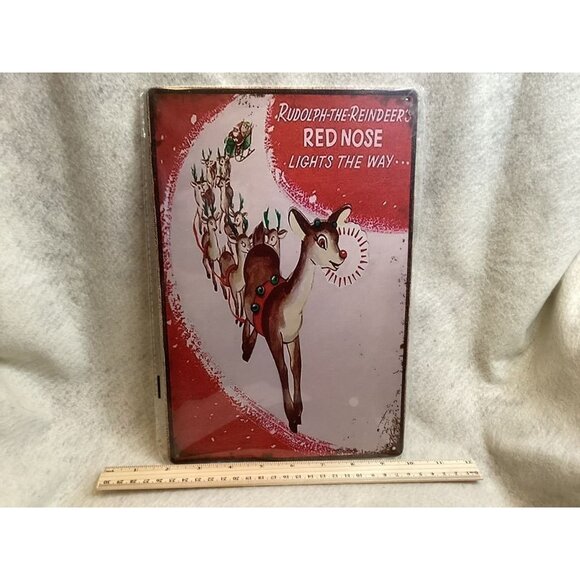 RUDOLPH-THE-REINDEER'S
RED NOSE
LIGHTS THE WAY...